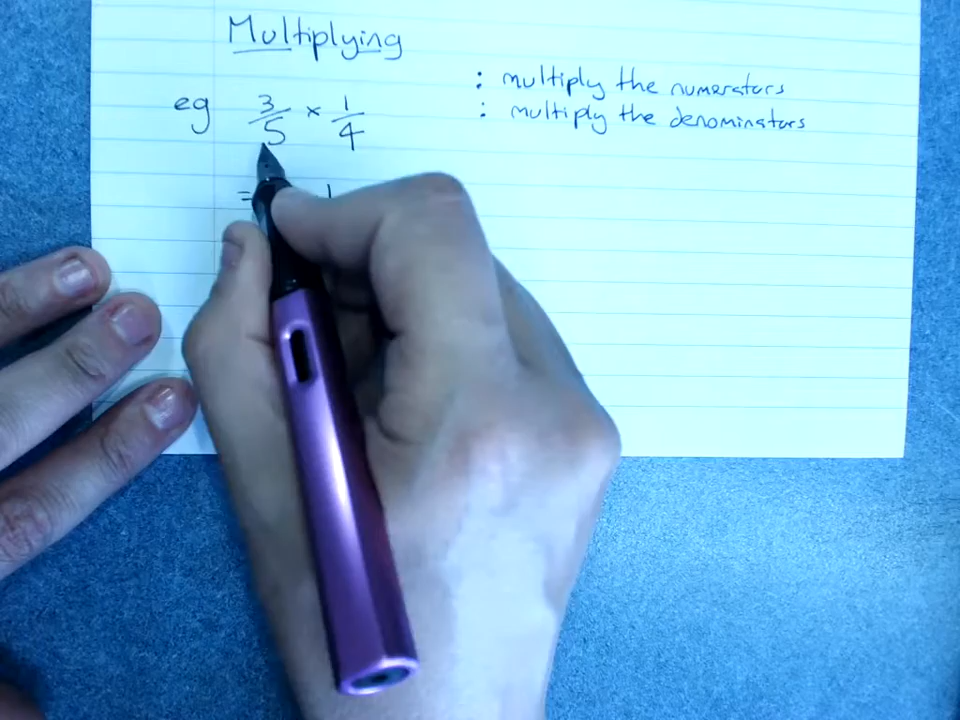 Multiplying
: multiply the numerators
eg 3/5 × 1/4
: multiply the denominators
=